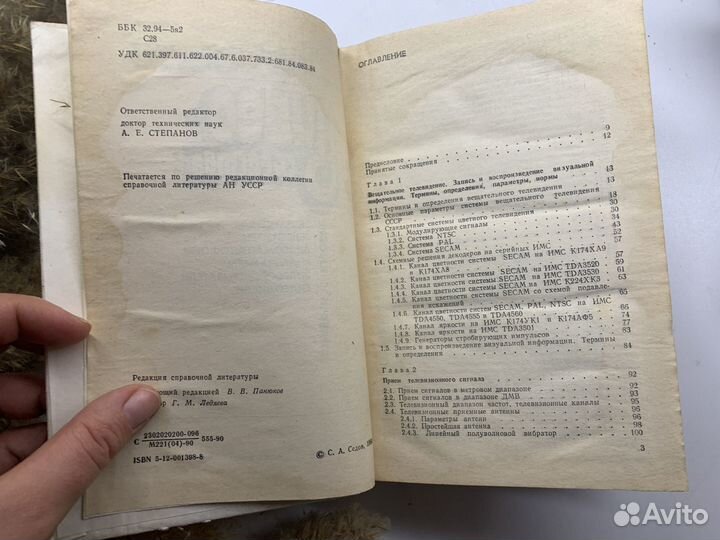 ББК 32.94—5я2
С28
УДК 621.397.611.622.004.67.6.037.733.2:681.84.083.84
Ответственный редактор
доктор технических наук
А. Е. СТЕПАНОВ
Печатается по решению редакционной коллегии
справочной литературы АН УССР
Редакция справочной литературы
редакцией В. В. Панюков
Г. М. Ледяева
С 2302020200-096 555-90
М221(04)-90
ISBN 5-12-001398-8
© С. А. Седов,
ОГЛАВЛЕНИЕ
Предисловие 9
Принятые сокращения 12
Глава 1
Вещательное телевидение. Запись и воспроизведение визуальной
информации. Термины, определения, параметры, нормы 13
1.1. Термины и определения вещательного телевидения 13
1.2. Основные параметры системы вещательного телевидения
СССР 18
1.3. Стандартные системы цветного телевидения 30
1.3.1. Модулирующие сигналы 30
1.3.2. Система NTSC 34
1.3.3. Система PAL 52
1.3.4. Система SECAM 57
1.4. Схемные решения декодеров на серийных ИМС
1.4.1. Канал цветности системы SECAM на ИМС К174ХА9
и К174ХА8
1.4.2. Канал цветности системы SECAM на ИМС TDA3520 59
1.4.3. Канал цветности системы SECAM на ИМС TDA3530 61
1.4.4. Канал цветности системы SECAM на ИМС К224ХК3 63
1.4.5. Канал цветности системы SECAM со схемой подавле-
ния искажений 65
1.4.6. Канал цветности систем SECAM, PAL, NTSC на ИМС
TDA4550, TDA4555 и TDA4560 66
1.4.7. Канал яркости на ИМС К174УК1 и К174АФ5 74
1.4.8. Канал яркости на ИМС TDA3501 77
1.4.9. Генераторы стробирующих импульсов 83
1.5. Запись и воспроизведение визуальной информации. Термины
и определения 84
Глава 2
Прием телевизионного сигнала 92
2.1. Прием сигналов в метровом диапазоне 92
2.2. Прием сигналов в диапазоне ДМВ 93
2.3. Телевизионный диапазон частот, телевизионные каналы 95
2.4. Телевизионные приемные антенны 96
2.4.1. Параметры антенн 96
2.4.2. Простейшая антенна 98
2.4.3. Линейный полуволновой вибратор 100
3
Avito